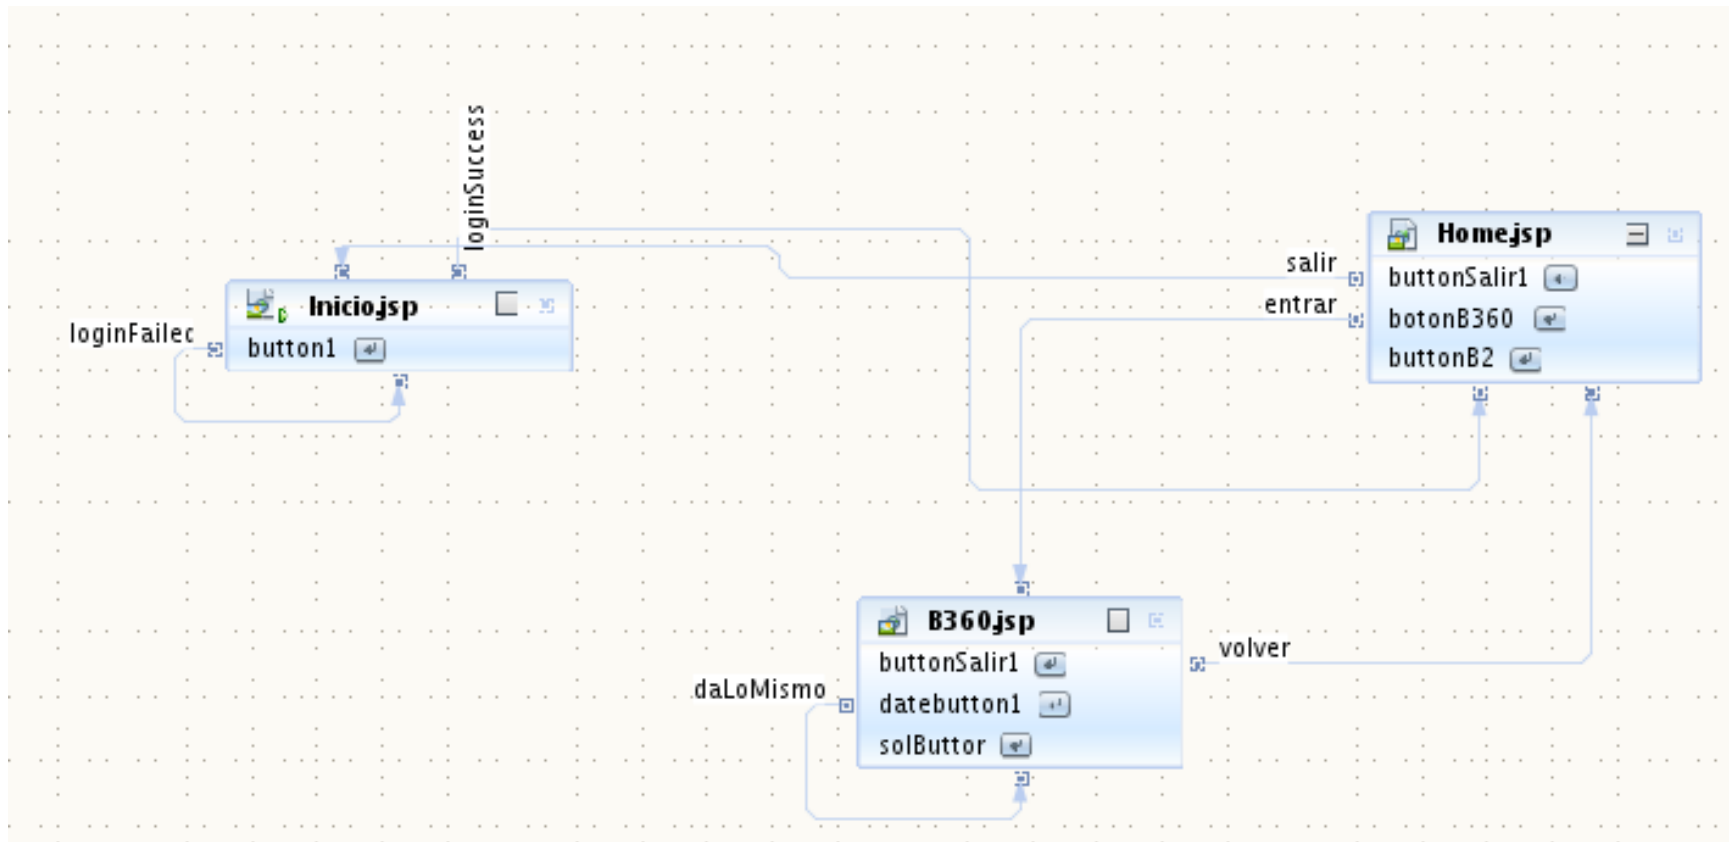 loginSuccess
Home.jsp
salir
buttonSalir1
entrar
botonB360
buttonB2
Inicio.jsp
loginFailec
button1
B360.jsp
buttonSalir1
volver
daLoMismo
datebutton1
solButtor